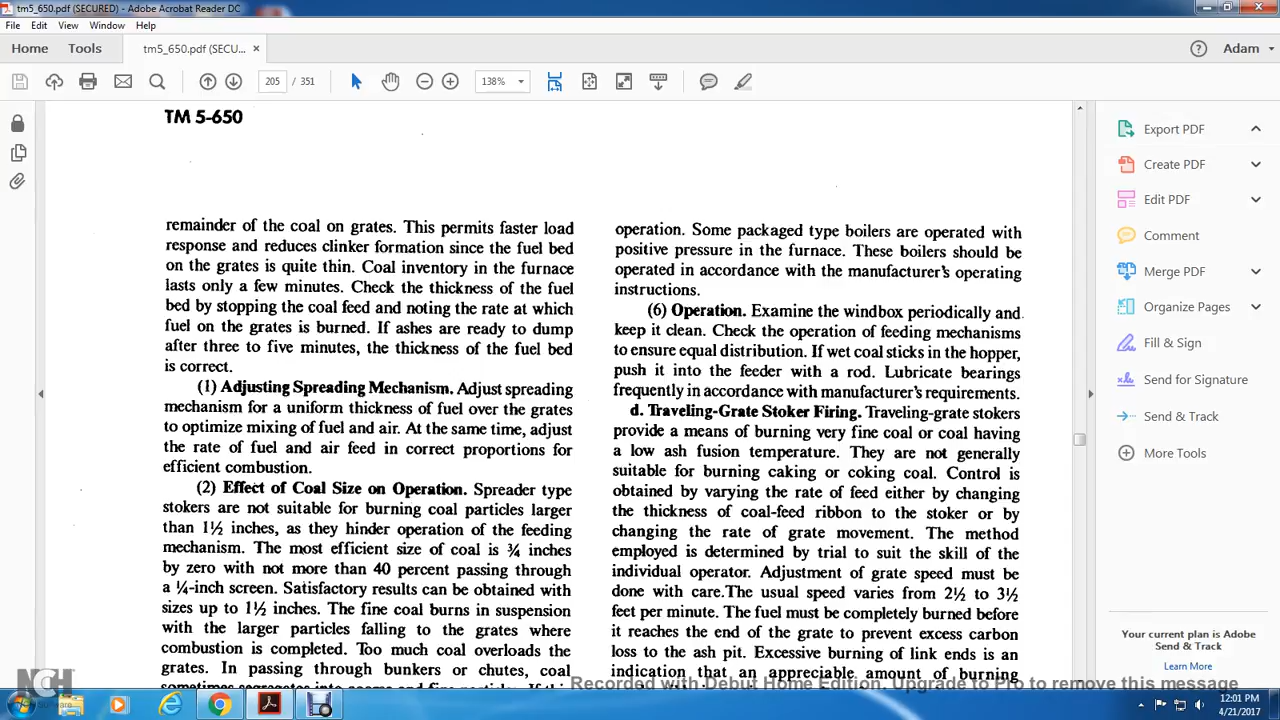 tm5_650.pdf (SECURED) - Adobe Acrobat Reader DC
File Edit View Window Help
Home Tools tm5_650.pdf (SECU... × Adam
205 / 351 138%
TM 5-650
remainder of the coal on grates. This permits faster load
response and reduces clinker formation since the fuel bed
on the grates is quite thin. Coal inventory in the furnace
lasts only a few minutes. Check the thickness of the fuel
bed by stopping the coal feed and noting the rate at which
fuel on the grates is burned. If ashes are ready to dump
after three to five minutes, the thickness of the fuel bed
is correct.
(1) Adjusting Spreading Mechanism. Adjust spreading
mechanism for a uniform thickness of fuel over the grates
to optimize mixing of fuel and air. At the same time, adjust
the rate of fuel and air feed in correct proportions for
efficient combustion.
(2) Effect of Coal Size on Operation. Spreader type
stokers are not suitable for burning coal particles larger
than 1½ inches, as they hinder operation of the feeding
mechanism. The most efficient size of coal is ¾ inches
by zero with not more than 40 percent passing through
a ¼-inch screen. Satisfactory results can be obtained with
sizes up to 1½ inches. The fine coal burns in suspension
with the larger particles falling to the grates where
combustion is completed. Too much coal overloads the
grates. In passing through bunkers or chutes, coal
operation. Some packaged type boilers are operated with
positive pressure in the furnace. These boilers should be
operated in accordance with the manufacturer's operating
instructions.
(6) Operation. Examine the windbox periodically and
keep it clean. Check the operation of feeding mechanisms
to ensure equal distribution. If wet coal sticks in the hopper,
push it into the feeder with a rod. Lubricate bearings
frequently in accordance with manufacturer's requirements.
d. Traveling-Grate Stoker Firing. Traveling-grate stokers
provide a means of burning very fine coal or coal having
a low ash fusion temperature. They are not generally
suitable for burning caking or coking coal. Control is
obtained by varying the rate of feed either by changing
the thickness of coal-feed ribbon to the stoker or by
changing the rate of grate movement. The method
employed is determined by trial to suit the skill of the
individual operator. Adjustment of grate speed must be
done with care.The usual speed varies from 2½ to 3½
feet per minute. The fuel must be completely burned before
it reaches the end of the grate to prevent excess carbon
loss to the ash pit. Excessive burning of link ends is an
indication that an appreciable amount of burning
Export PDF
Create PDF
Edit PDF
Comment
Merge PDF
Organize Pages
Fill & Sign
Send for Signature
Send & Track
More Tools
Your current plan is Adobe
Send & Track
Learn More
NCH Software
Recorded with Debut Home Edition. Upgrade to Pro to remove this message
12:01 PM
4/21/2017